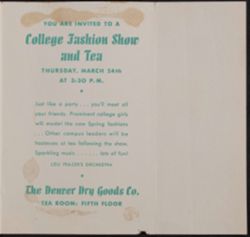 YOU ARE INVITED TO A
College Fashion Show
and Tea
THURSDAY, MARCH 24th
AT 3:30 P.M.
Just like a party . . . you'll meet all
your friends. Prominent college girls
will model the new Spring fashions
. . . Other campus leaders will be
hostesses at tea following the show.
Sparkling music . . . . . . lots of fun!
LOU ORCHESTRA
The Denver Dry Goods Co.
TEA ROOM: FIFTH FLOOR